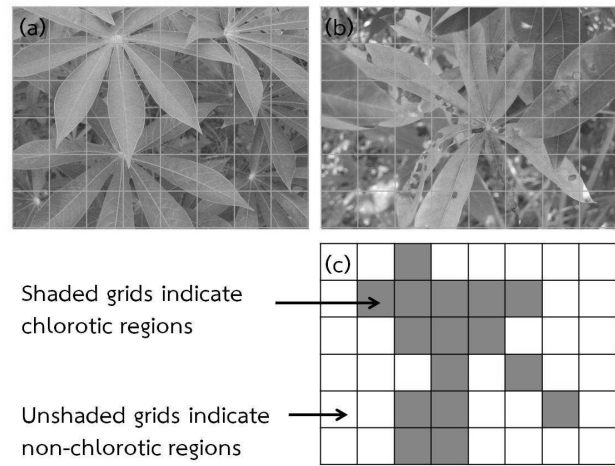 (a)
(b)
(c)
Shaded grids indicate
chlorotic regions
Unshaded grids indicate
non-chlorotic regions